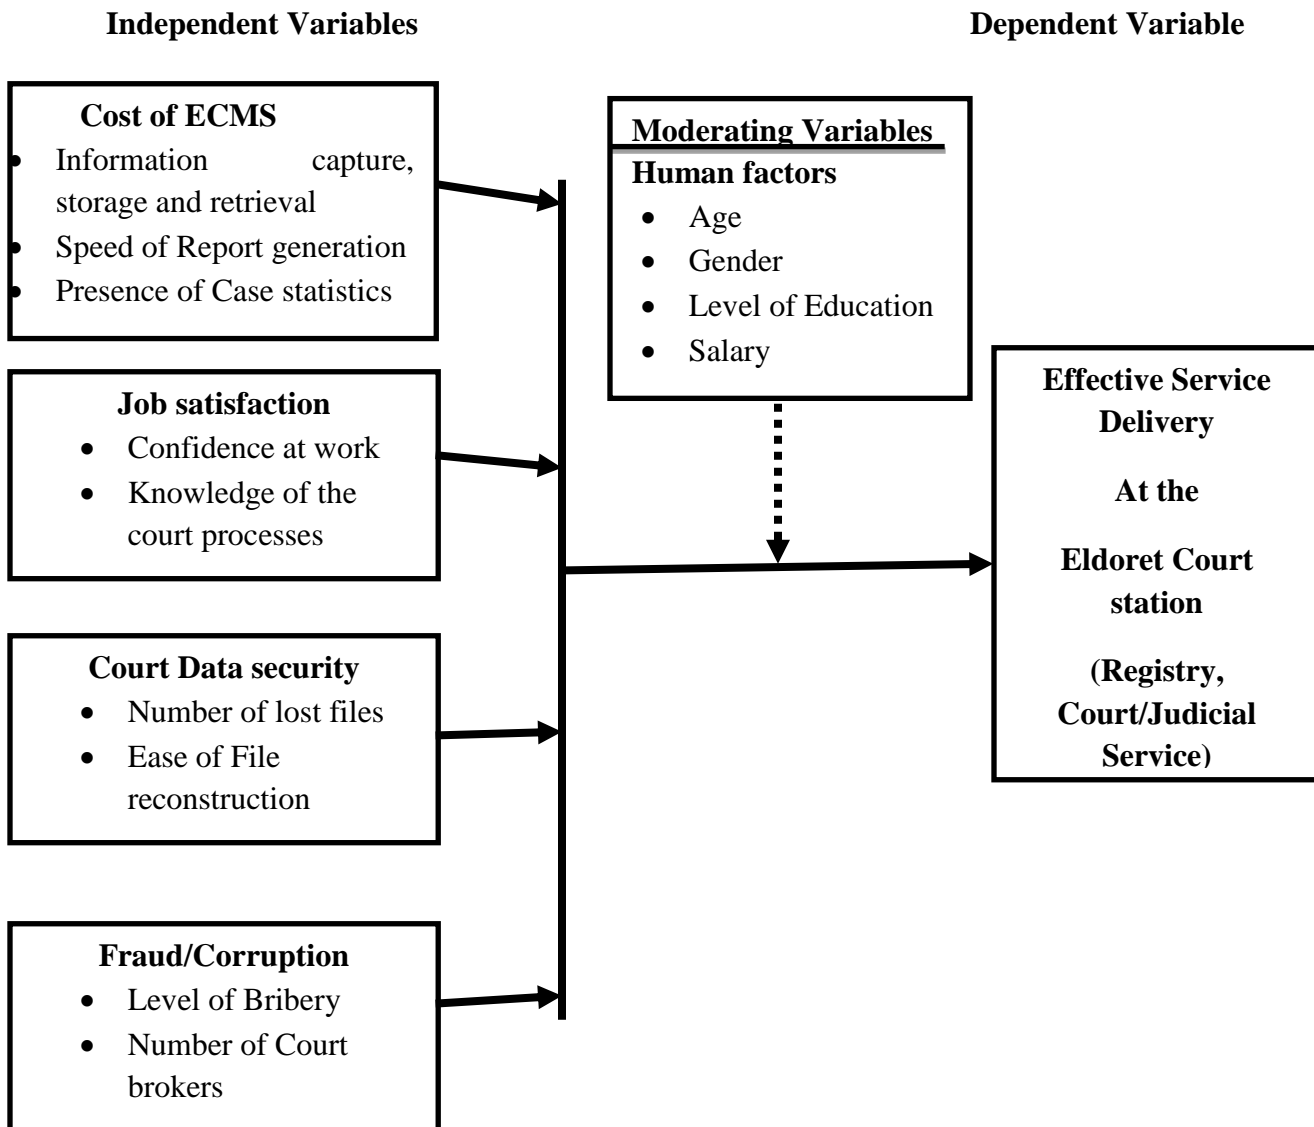 Independent Variables
Dependent Variable
Cost of ECMS
• Information capture,
storage and retrieval
• Speed of Report generation
• Presence of Case statistics
Moderating Variables
Human factors
• Age
• Gender
• Level of Education
• Salary
Job satisfaction
• Confidence at work
• Knowledge of the
court processes
Effective Service
Delivery
At the
Eldoret Court
station
(Registry,
Court/Judicial
Service)
Court Data security
• Number of lost files
• Ease of File
reconstruction
Fraud/Corruption
• Level of Bribery
• Number of Court
brokers